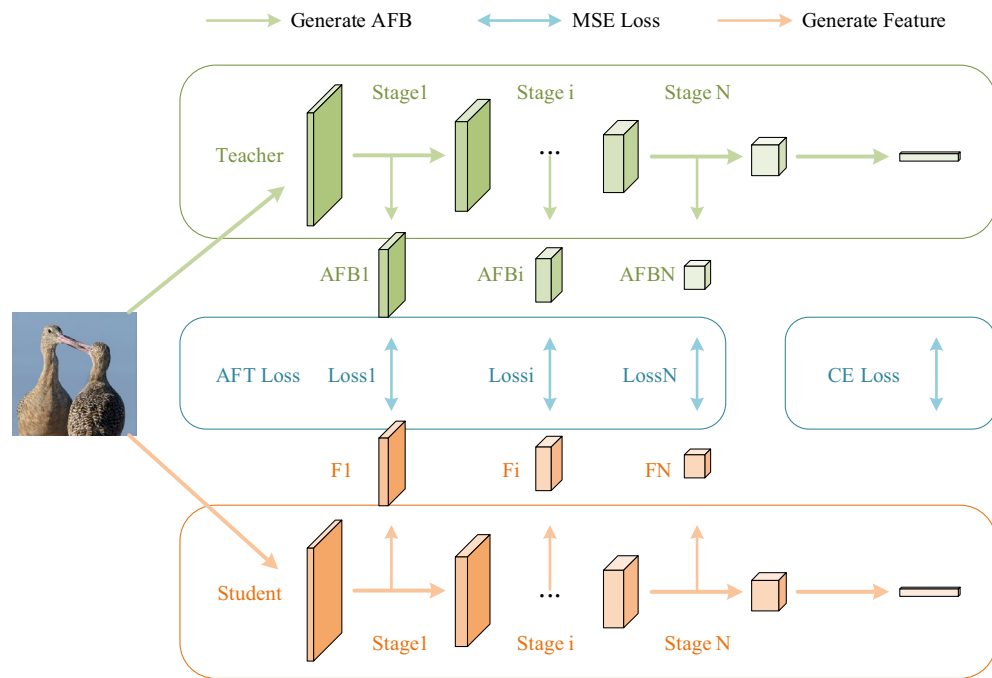 Generate AFB MSE Loss Generate Feature
Stage1 Stage i Stage N
Teacher
...
AFB1 AFBi AFBN
AFT Loss Loss1 Lossi LossN CE Loss
F1 Fi FN
Student
...
Stage1 Stage i Stage N